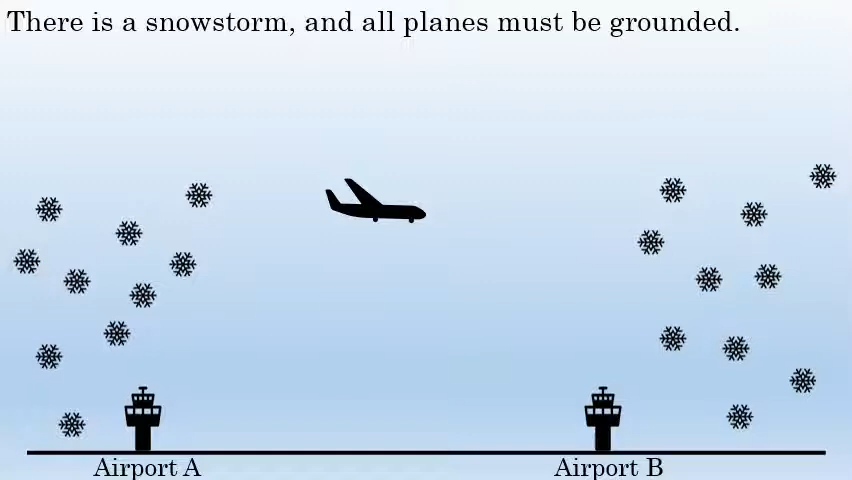 There is a snowstorm, and all planes must be grounded.
Airport A
Airport B